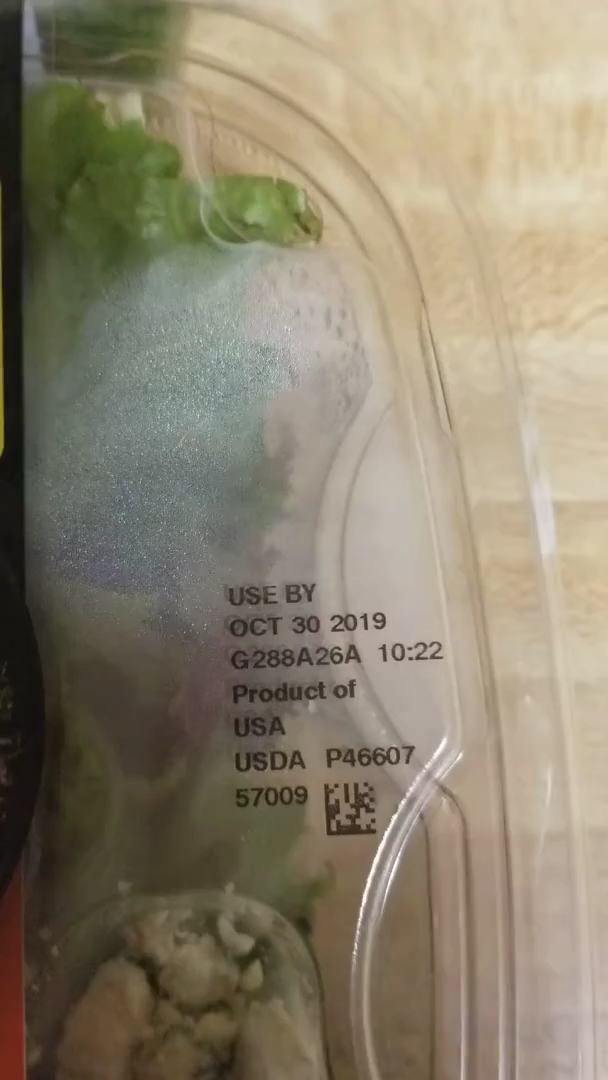 USE BY
OCT 30 2019
G288A26A 10:22
Product of
USA
USDA P46607
57009